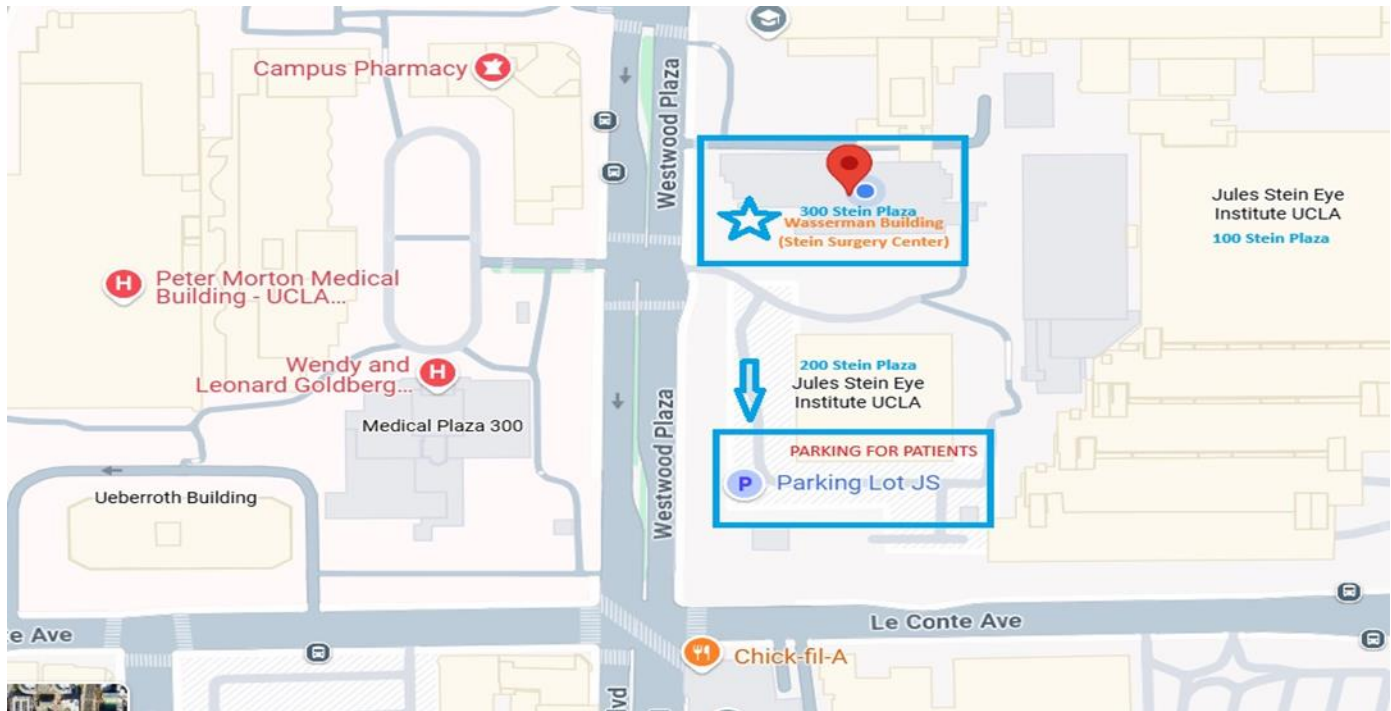 Campus Pharmacy
Westwood Plaza
300 Stein Plaza
Wasserman Building
(Stein Surgery Center)
Jules Stein Eye
Institute UCLA
100 Stein Plaza
H
Peter Morton Medical
Building - UCLA...
Wendy and
Leonard Goldberg...
H
Medical Plaza 300
200 Stein Plaza
Jules Stein Eye
Institute UCLA
Westwood Plaza
PARKING FOR PATIENTS
P
Parking Lot JS
Ueberroth Building
e Ave
Le Conte Ave
Chick-fil-A
lvd